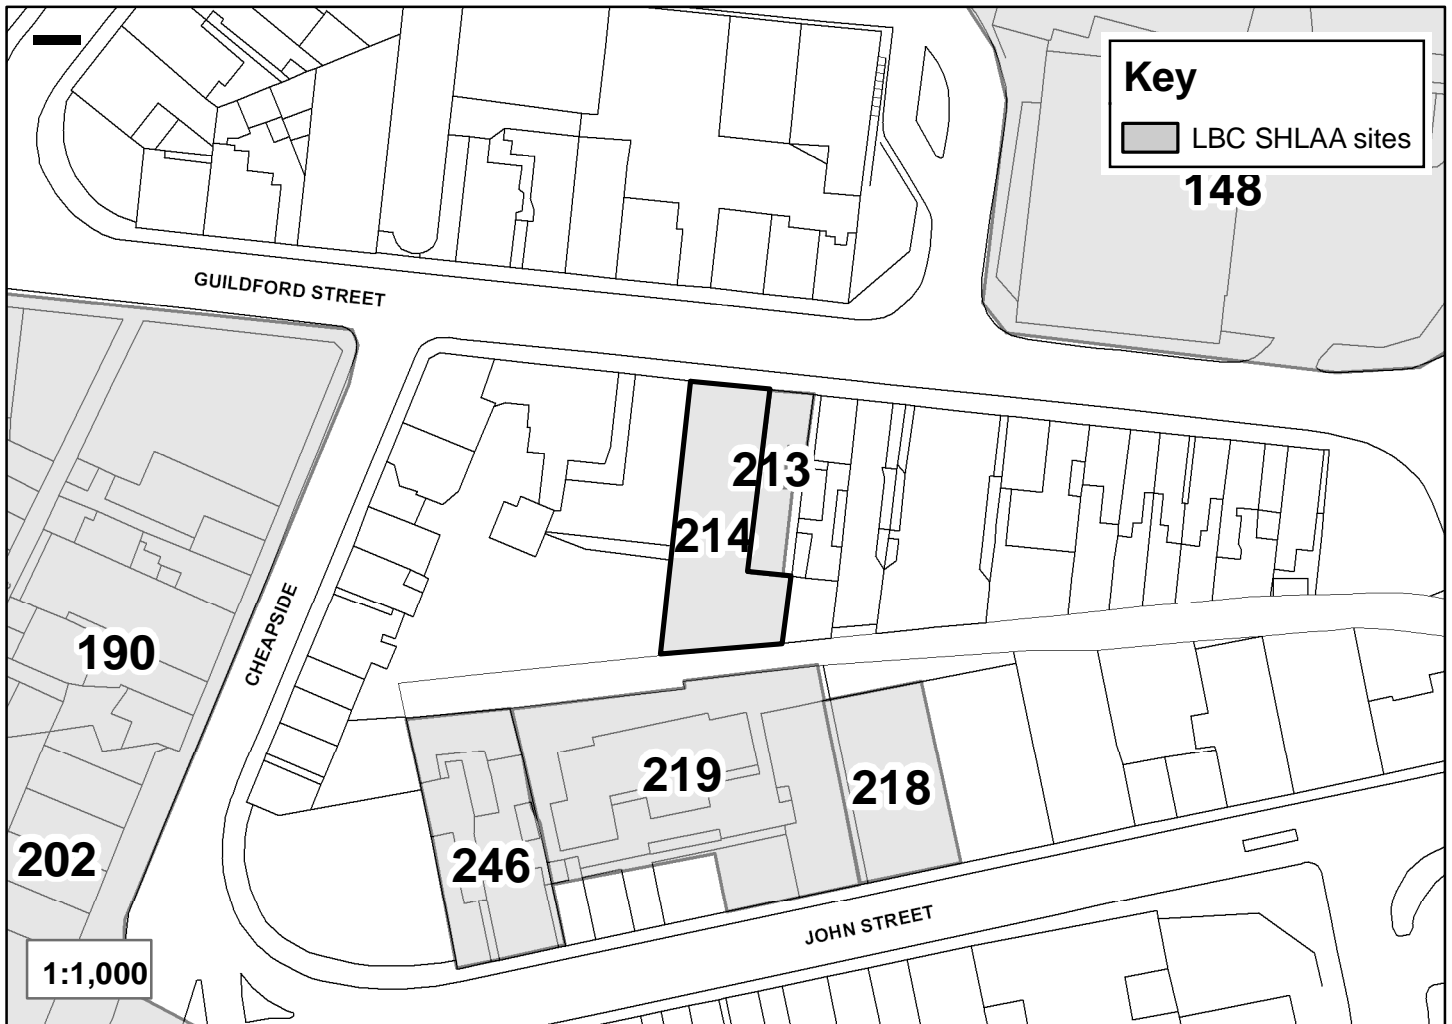 Key
LBC SHLAA sites
148
GUILDFORD STREET
213
214
CHEAPSIDE
190
219
218
202
246
JOHN STREET
1:1,000